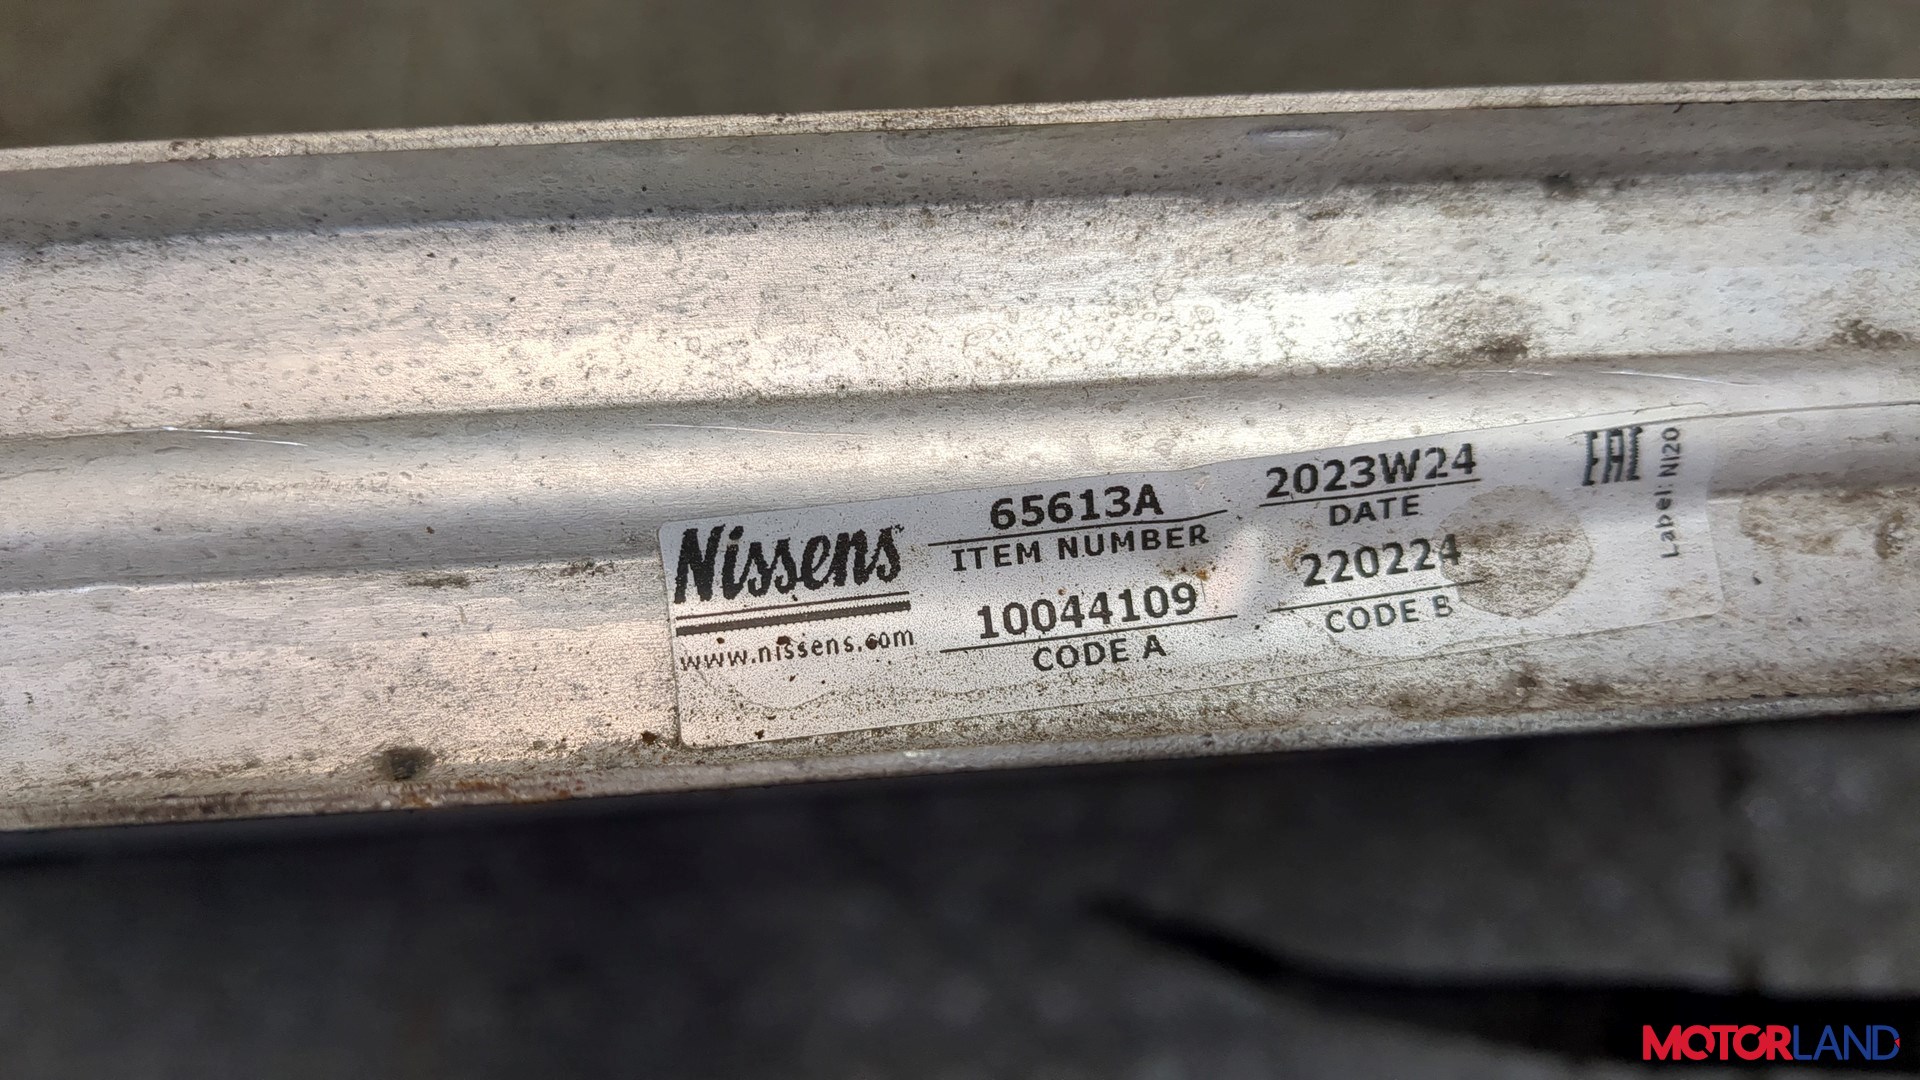 Nissens
www.nissens.com
65613A
ITEM NUMBER
10044109
CODE A
2023W24
DATE
220224
CODE B
EAC
Label NI20
MOTORLAND